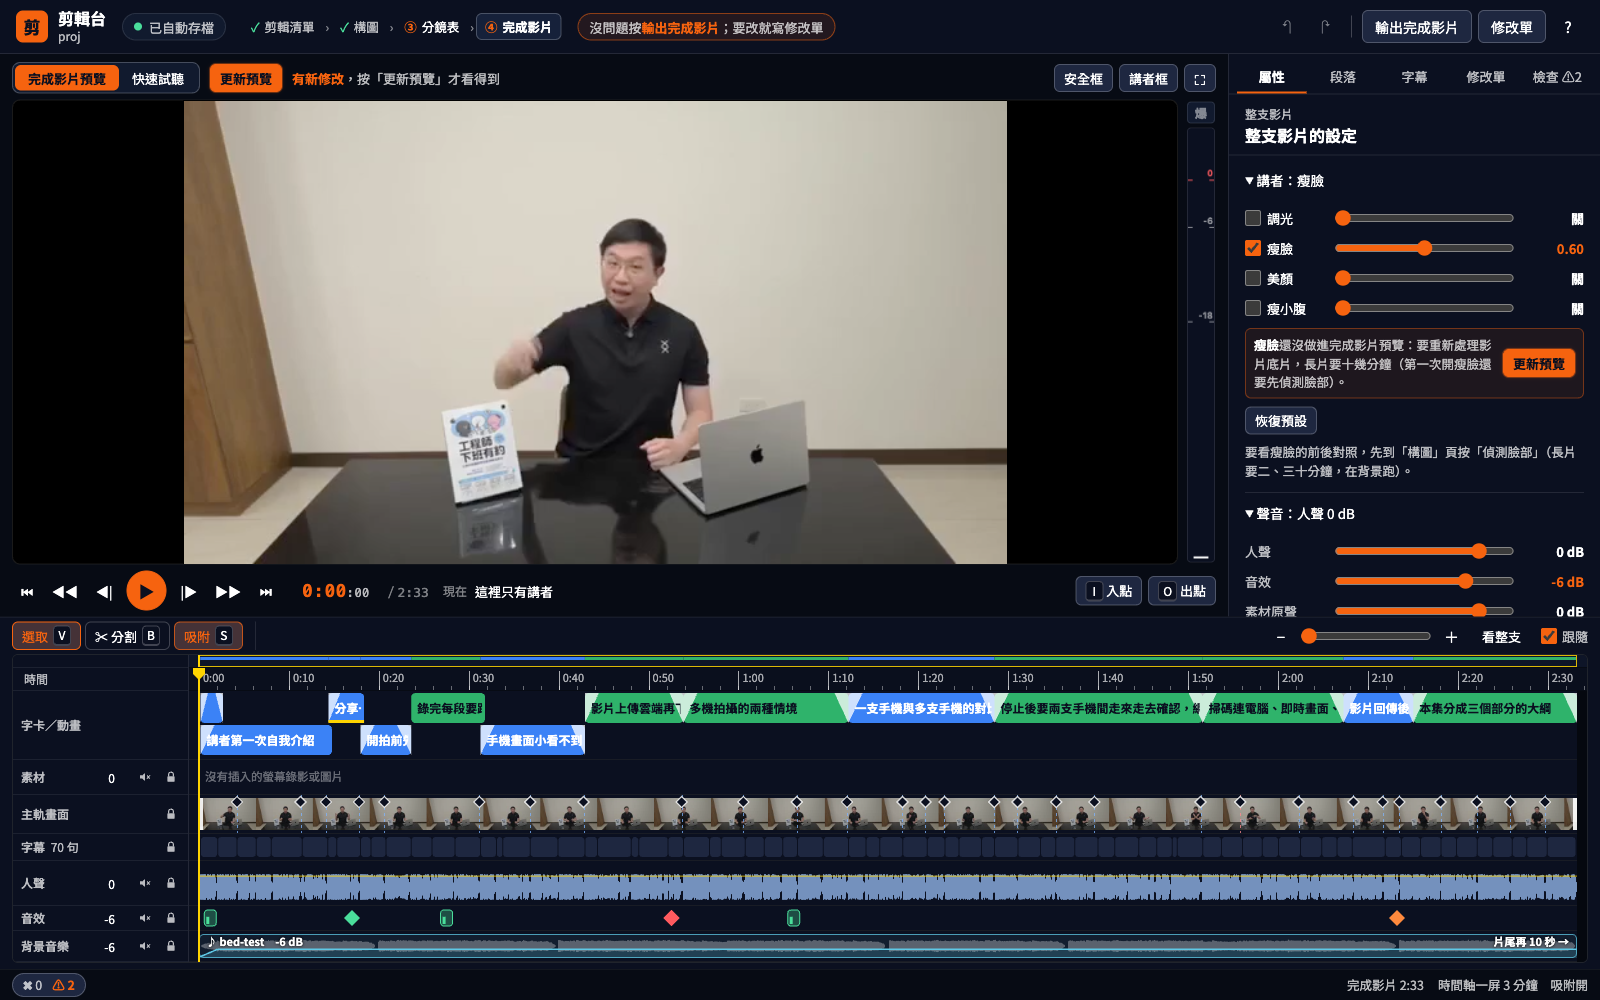 剪
剪輯台
proj
已自動存檔
✓ 剪輯清單 › ✓ 構圖 › ③ 分鏡表 › ④ 完成影片
沒問題按輸出完成影片；要改就寫修改單
輸出完成影片
修改單
?
完成影片預覽
快速試聽
更新預覽
有新修改，按「更新預覽」才看得到
安全框
講者框
爆
0
-6
-18
工程師
下班有約
0:00:00 / 2:33 現在 這裡只有講者
I 入點
O 出點
屬性
段落
字幕
修改單
檢查 ⚠2
整支影片
整支影片的設定
▼講者：瘦臉
調光 關
瘦臉 0.60
美顏 關
瘦小腹 關
瘦臉還沒做進完成影片預覽：要重新處理影
片底片，長片要十幾分鐘（第一次開瘦臉還
要先偵測臉部）。
更新預覽
恢復預設
要看瘦臉的前後對照，先到「構圖」頁按「偵測臉部」（長片
要二、三十分鐘，在背景跑）。
▼聲音：人聲 0 dB
人聲 0 dB
音效 -6 dB
素材原聲 0 dB
選取 V
分割 B
吸附 S
− + 看整支 跟隨
時間
0:00 0:10 0:20 0:30 0:40 0:50 1:00 1:10 1:20 1:30 1:40 1:50 2:00 2:10 2:20 2:30
字卡／動畫
分享·
錄完每段要
影片上傳雲端再
多機拍攝的兩種情境
一支手機與多支手機的對
停止後要兩支手機間走來走去確認，
掃碼連電腦、即時畫面、
影片回傳後
本集分成三個部分的大綱
講者第一次自我介紹
開拍前
手機畫面小看不到
素材 0
沒有插入的螢幕錄影或圖片
主軌畫面
字幕 70 句
人聲 0
音效 -6
背景音樂 -6
♪ bed-test -6 dB
片尾再 10 秒 →
✖ 0 ⚠ 2
完成影片 2:33 時間軸一屏 3 分鐘 吸附開